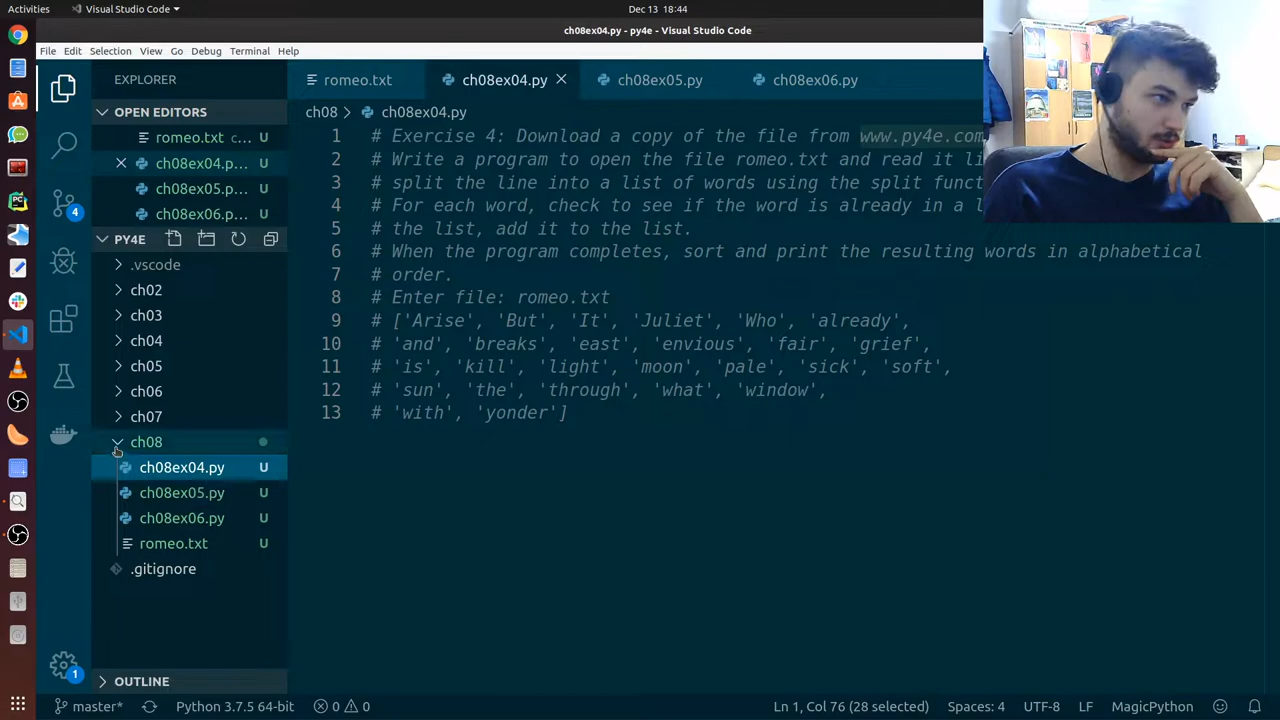 Activities
Visual Studio Code
Dec 13 18:44
ch08ex04.py - py4e - Visual Studio Code
File Edit Selection View Go Debug Terminal Help
EXPLORER
OPEN EDITORS
romeo.txt c... U
ch08ex04.p... U
ch08ex05.p... U
ch08ex06.p... U
PY4E
.vscode
ch02
ch03
ch04
ch05
ch06
ch07
ch08
ch08ex04.py U
ch08ex05.py U
ch08ex06.py U
romeo.txt U
.gitignore
OUTLINE
4
1
romeo.txt ch08ex04.py ch08ex05.py ch08ex06.py
ch08 > ch08ex04.py
1 # Exercise 4: Download a copy of the file from www.py4e.com
2 # Write a program to open the file romeo.txt and read it li
3 # split the line into a list of words using the split funct
4 # For each word, check to see if the word is already in a l
5 # the list, add it to the list.
6 # When the program completes, sort and print the resulting words in alphabetical
7 # order.
8 # Enter file: romeo.txt
9 # ['Arise', 'But', 'It', 'Juliet', 'Who', 'already',
10 # 'and', 'breaks', 'east', 'envious', 'fair', 'grief',
11 # 'is', 'kill', 'light', 'moon', 'pale', 'sick', 'soft',
12 # 'sun', 'the', 'through', 'what', 'window',
13 # 'with', 'yonder']
master* Python 3.7.5 64-bit 0 0 Ln 1, Col 76 (28 selected) Spaces: 4 UTF-8 LF MagicPython